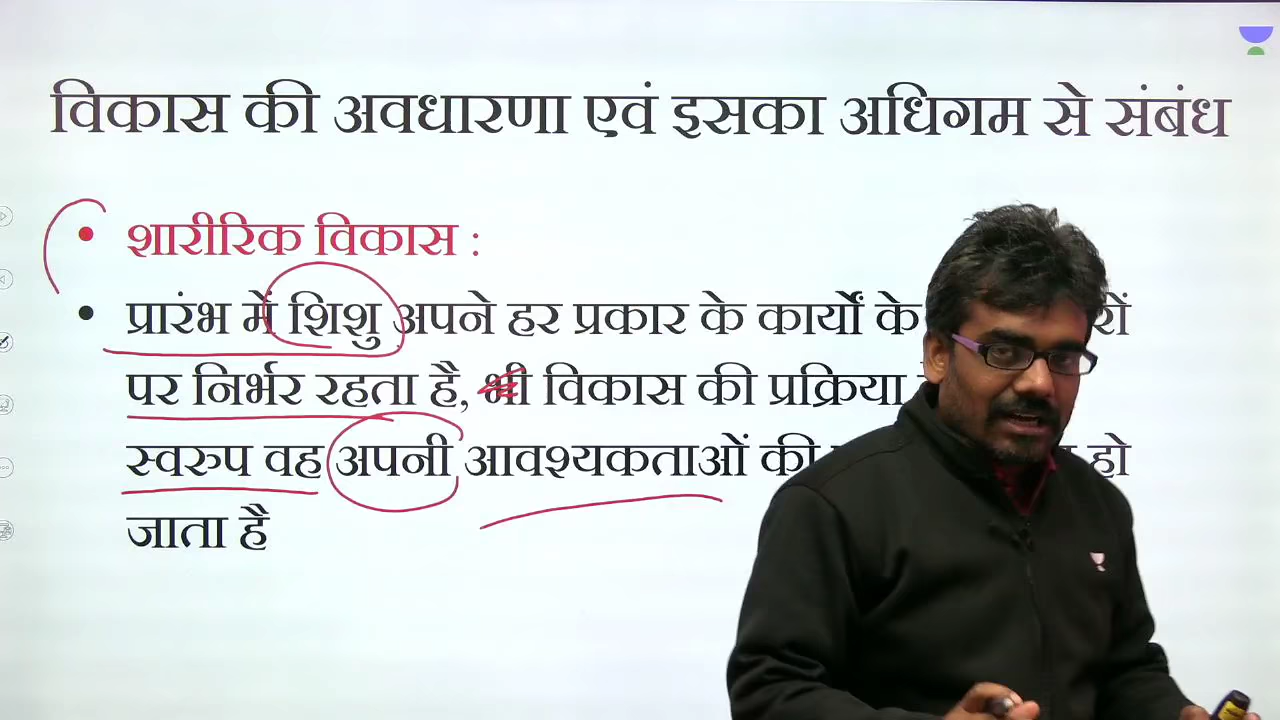 विकास की अवधारणा एवं इसका अधिगम से संबंध
• शारीरिक विकास :
• प्रारंभ में शिशु अपने हर प्रकार के कार्यों के
पर निर्भर रहता है, भी विकास की प्रक्रिया
स्वरुप वह अपनी आवश्यकताओं की हो
जाता है